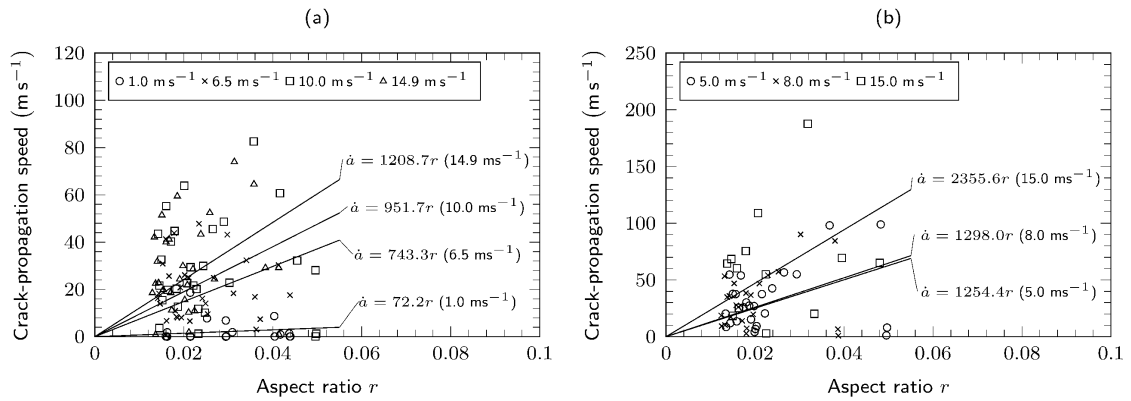 (a)
Crack-propagation speed (m s⁻¹)
120
100
80
60
40
20
0
1.0 m s⁻¹ 6.5 m s⁻¹ 10.0 m s⁻¹ 14.9 m s⁻¹
ȧ = 1208.7r (14.9 ms⁻¹)
ȧ = 951.7r (10.0 ms⁻¹)
ȧ = 743.3r (6.5 ms⁻¹)
ȧ = 72.2r (1.0 ms⁻¹)
0 0.02 0.04 0.06 0.08 0.1
Aspect ratio r
(b)
Crack-propagation speed (m s⁻¹)
250
200
150
100
50
0
5.0 m s⁻¹ 8.0 m s⁻¹ 15.0 m s⁻¹
ȧ = 2355.6r (15.0 ms⁻¹)
ȧ = 1298.0r (8.0 ms⁻¹)
ȧ = 1254.4r (5.0 ms⁻¹)
0 0.02 0.04 0.06 0.08 0.1
Aspect ratio r